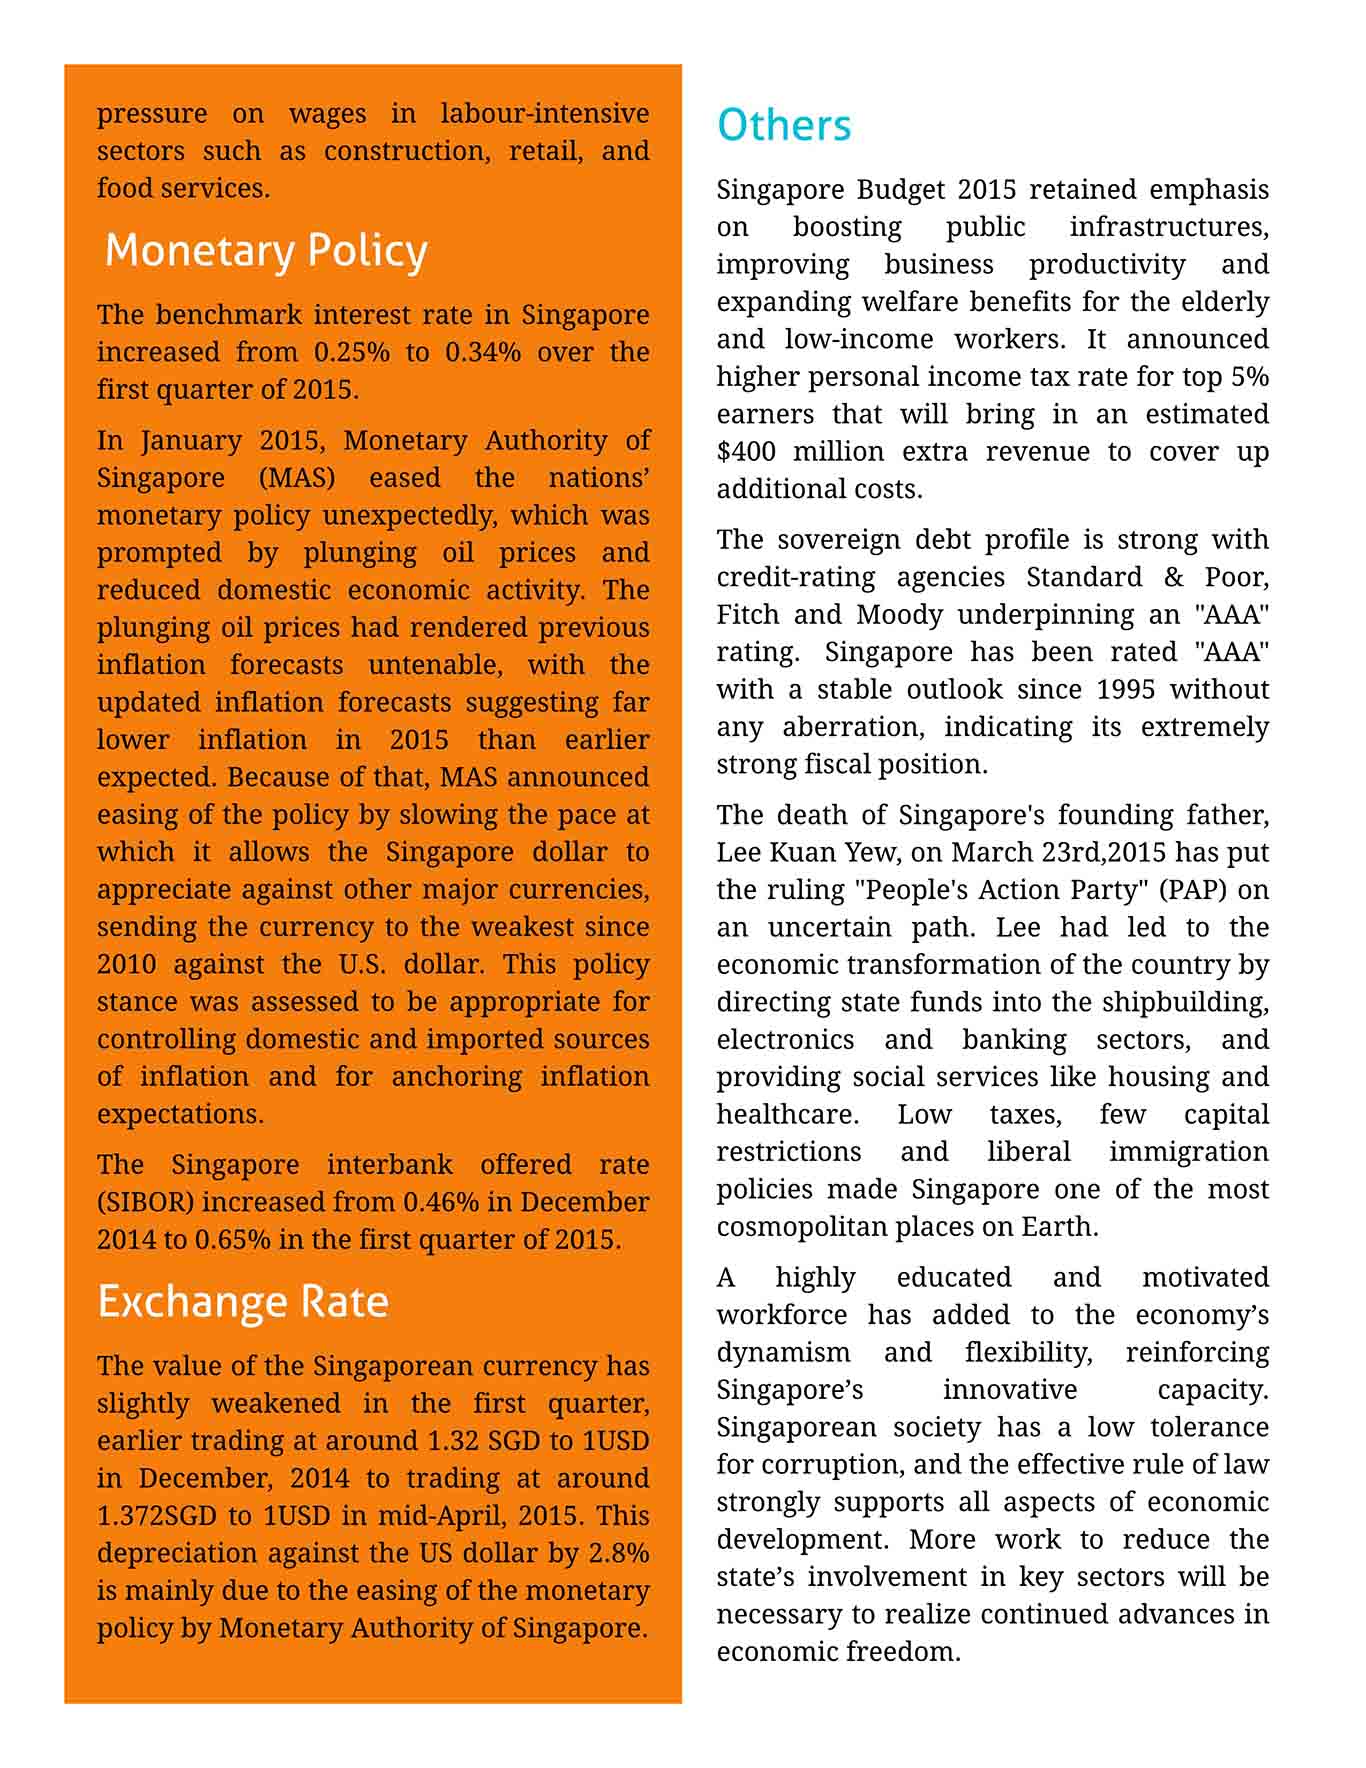 pressure on wages in labour-intensive
sectors such as construction, retail, and
food services.
Monetary Policy
The benchmark interest rate in Singapore
increased from 0.25% to 0.34% over the
first quarter of 2015.
In January 2015, Monetary Authority of
Singapore (MAS) eased the nations’
monetary policy unexpectedly, which was
prompted by plunging oil prices and
reduced domestic economic activity. The
plunging oil prices had rendered previous
inflation forecasts untenable, with the
updated inflation forecasts suggesting far
lower inflation in 2015 than earlier
expected. Because of that, MAS announced
easing of the policy by slowing the pace at
which it allows the Singapore dollar to
appreciate against other major currencies,
sending the currency to the weakest since
2010 against the U.S. dollar. This policy
stance was assessed to be appropriate for
controlling domestic and imported sources
of inflation and for anchoring inflation
expectations.
The Singapore interbank offered rate
(SIBOR) increased from 0.46% in December
2014 to 0.65% in the first quarter of 2015.
Exchange Rate
The value of the Singaporean currency has
slightly weakened in the first quarter,
earlier trading at around 1.32 SGD to 1USD
in December, 2014 to trading at around
1.372SGD to 1USD in mid-April, 2015. This
depreciation against the US dollar by 2.8%
is mainly due to the easing of the monetary
policy by Monetary Authority of Singapore.
Others
Singapore Budget 2015 retained emphasis
on boosting public infrastructures,
improving business productivity and
expanding welfare benefits for the elderly
and low-income workers. It announced
higher personal income tax rate for top 5%
earners that will bring in an estimated
$400 million extra revenue to cover up
additional costs.
The sovereign debt profile is strong with
credit-rating agencies Standard & Poor,
Fitch and Moody underpinning an "AAA"
rating. Singapore has been rated "AAA"
with a stable outlook since 1995 without
any aberration, indicating its extremely
strong fiscal position.
The death of Singapore's founding father,
Lee Kuan Yew, on March 23rd,2015 has put
the ruling "People's Action Party" (PAP) on
an uncertain path. Lee had led to the
economic transformation of the country by
directing state funds into the shipbuilding,
electronics and banking sectors, and
providing social services like housing and
healthcare. Low taxes, few capital
restrictions and liberal immigration
policies made Singapore one of the most
cosmopolitan places on Earth.
A highly educated and motivated
workforce has added to the economy’s
dynamism and flexibility, reinforcing
Singapore’s innovative capacity.
Singaporean society has a low tolerance
for corruption, and the effective rule of law
strongly supports all aspects of economic
development. More work to reduce the
state’s involvement in key sectors will be
necessary to realize continued advances in
economic freedom.